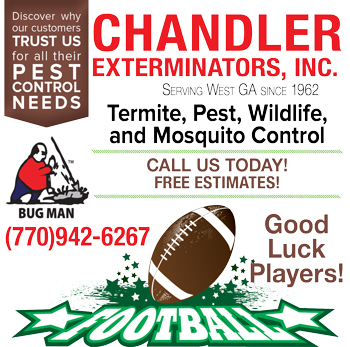 Discover why
our customers
TRUST US
for all their
PEST
CONTROL
NEEDS
CHANDLER
EXTERMINATORS, INC.
SERVING WEST GA SINCE 1962
Termite, Pest, Wildlife,
and Mosquito Control
CALL US TODAY!
FREE ESTIMATES!
TM
BUG MAN
(770)942-6267
Good
Luck
Players!
FOOTBALL